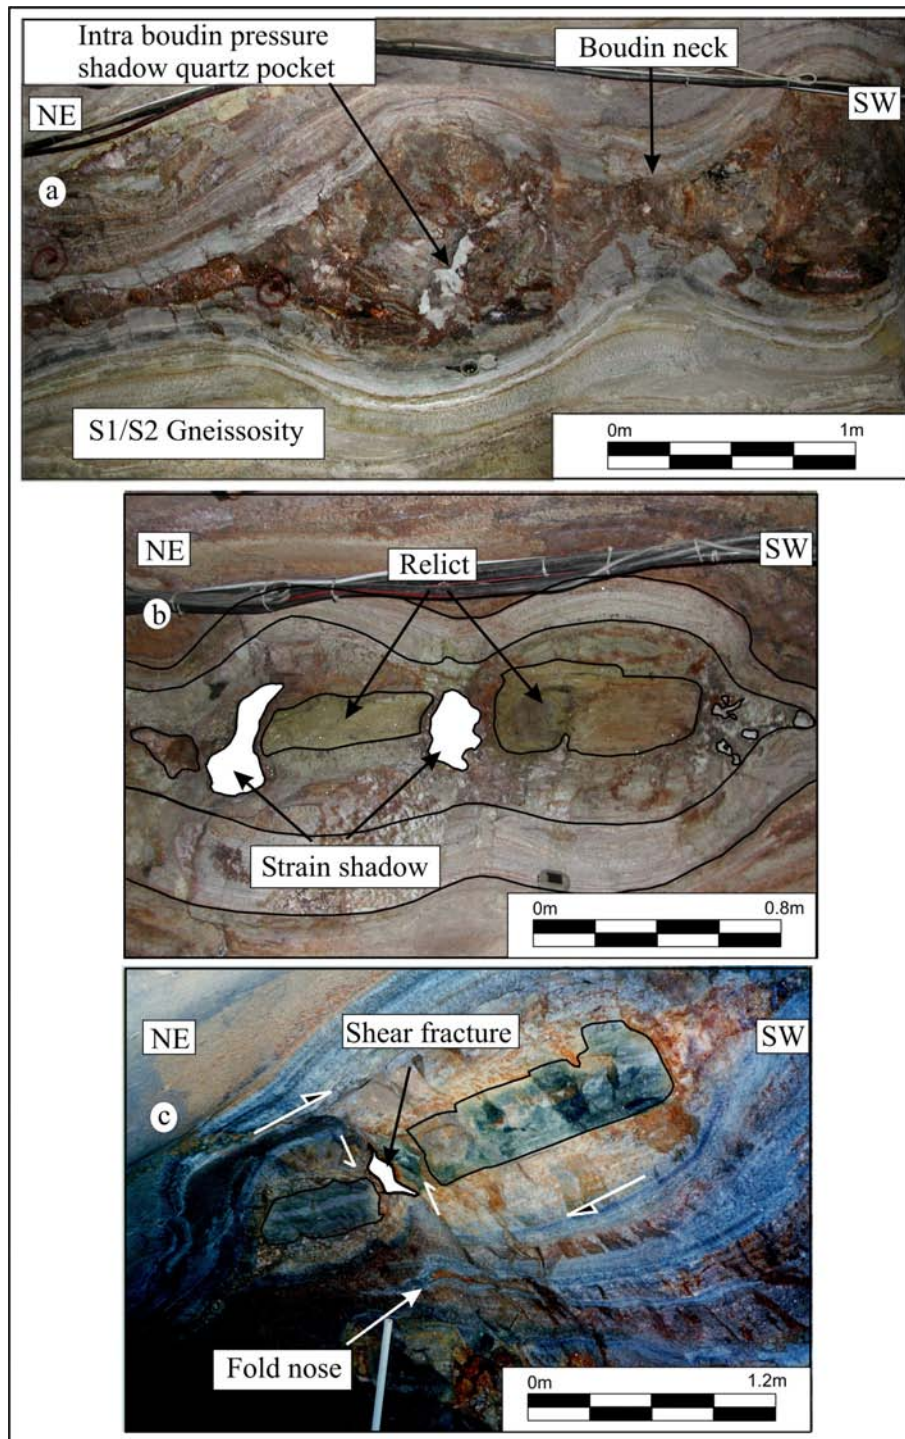 Intra boudin pressure
shadow quartz pocket
Boudin neck
NE
SW
a
S1/S2 Gneissosity
0m
1m
NE
Relict
SW
b
Strain shadow
0m
0.8m
NE
Shear fracture
SW
c
Fold nose
0m
1.2m